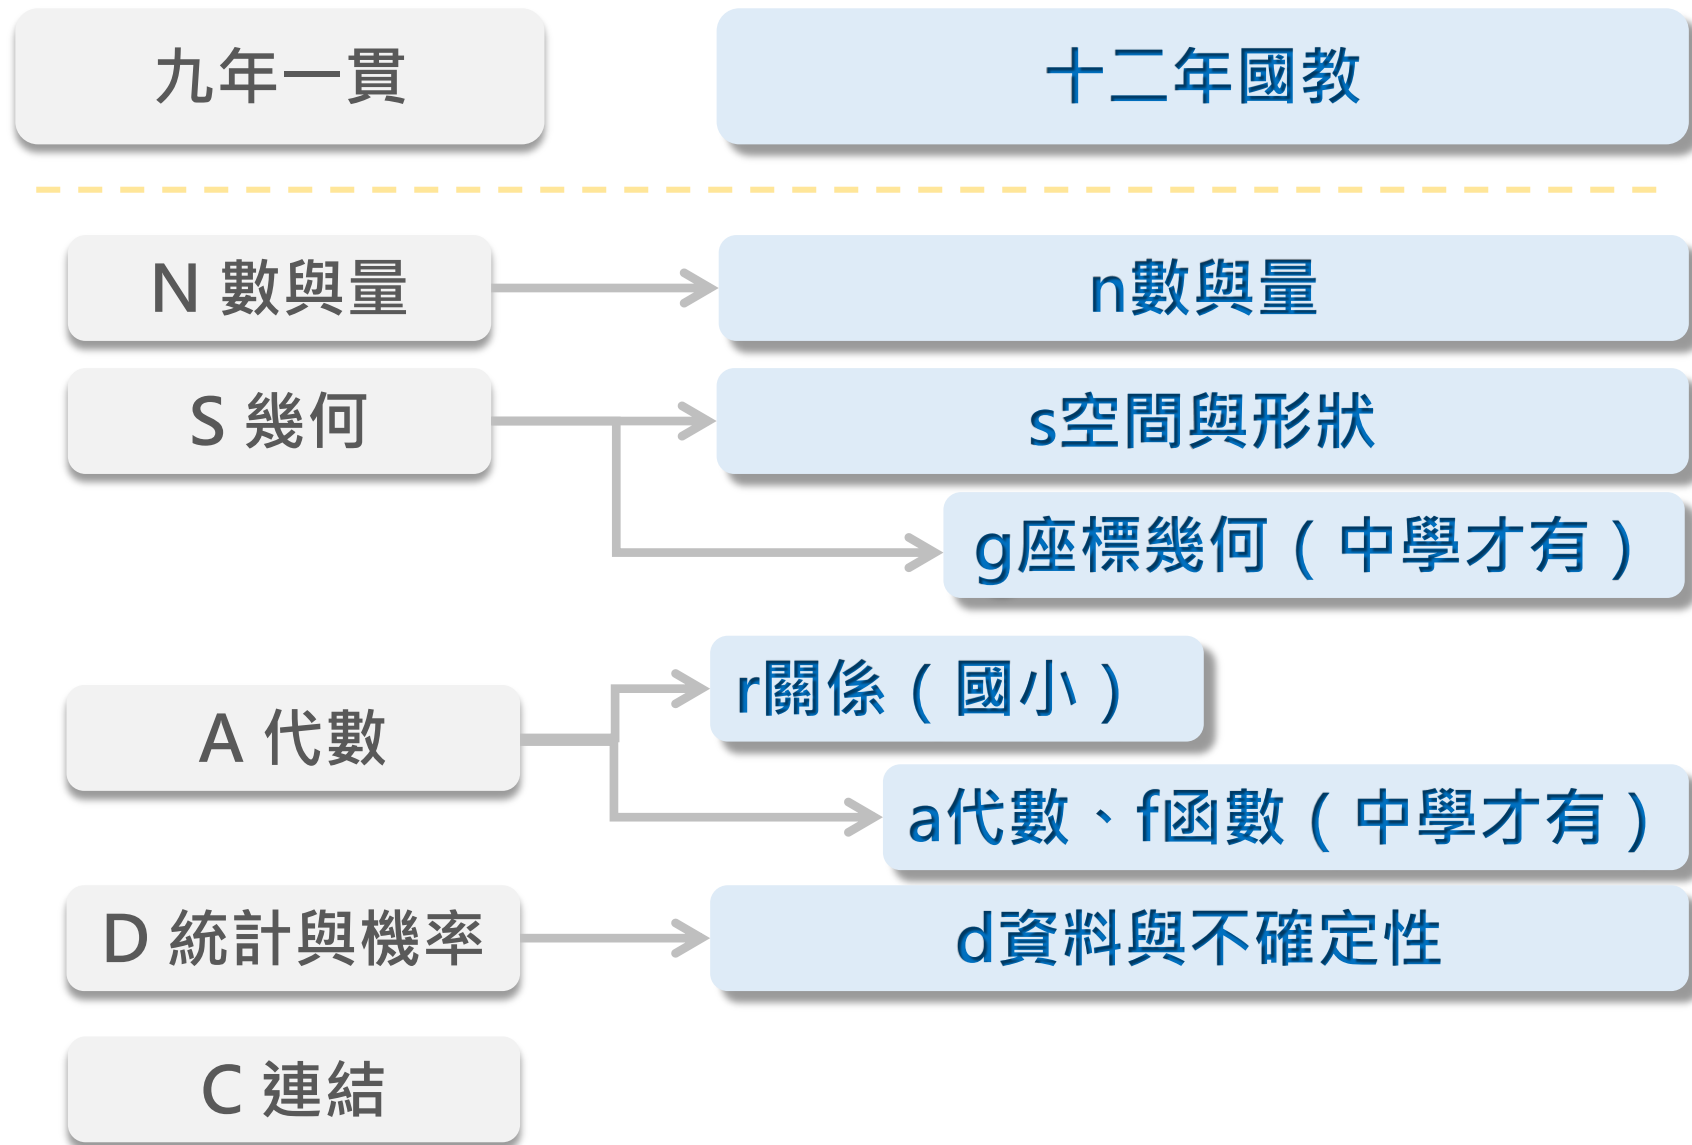 九年一貫
十二年國教
N 數與量
n數與量
S 幾何
s空間與形狀
g座標幾何（中學才有）
r關係（國小）
A 代數
a代數、f函數（中學才有）
D 統計與機率
d資料與不確定性
C 連結